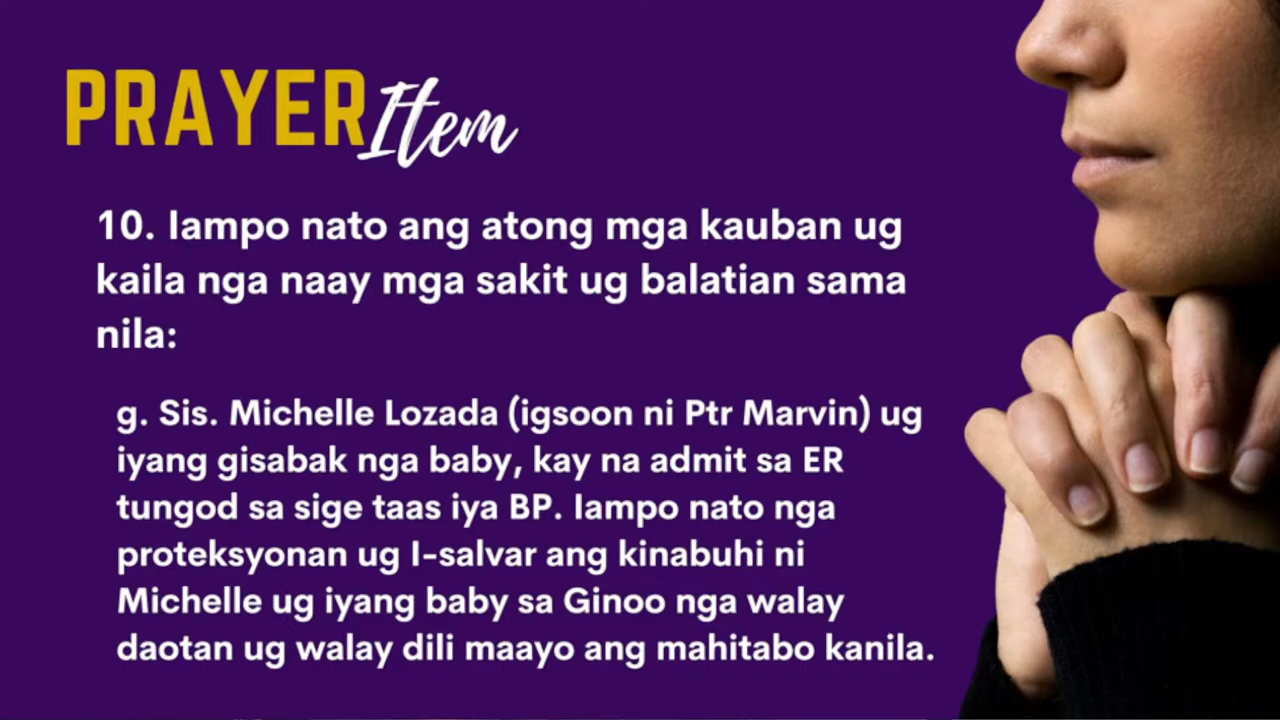 PRAYER Item
10. Iampo nato ang atong mga kauban ug
kaila nga naay mga sakit ug balatian sama
nila:
g. Sis. Michelle Lozada (igsoon ni Ptr Marvin) ug
iyang gisabak nga baby, kay na admit sa ER
tungod sa sige taas iya BP. Iampo nato nga
proteksyonan ug I-salvar ang kinabuhi ni
Michelle ug iyang baby sa Ginoo nga walay
daotan ug walay dili maayo ang mahitabo kanila.